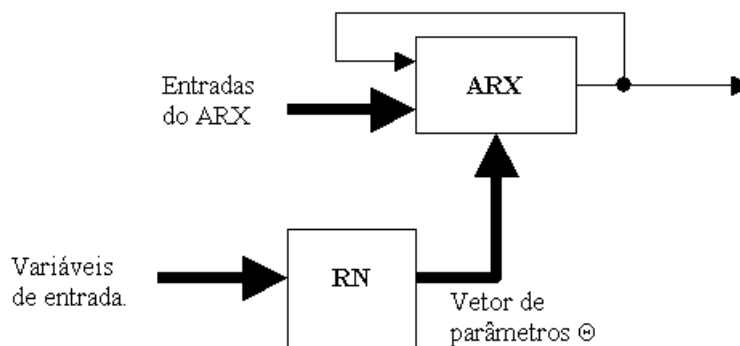 Entradas
do ARX
ARX
Variáveis
de entrada.
RN
Vetor de
parâmetros Θ